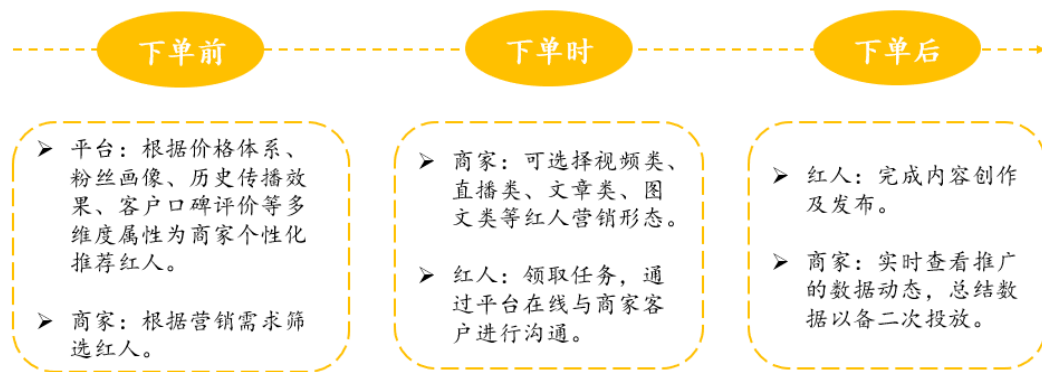 下单前
下单时
下单后
➤ 平台：根据价格体系、
粉丝画像、历史传播效
果、客户口碑评价等多
维度属性为商家个性化
推荐红人。
➤ 商家：根据营销需求筛
选红人。
➤ 商家：可选择视频类、
直播类、文章类、图
文类等红人营销形态。
➤ 红人：领取任务，通
过平台在线与商家客
户进行沟通。
➤ 红人：完成内容创作
及发布。
➤ 商家：实时查看推广
的数据动态，总结数
据以备二次投放。